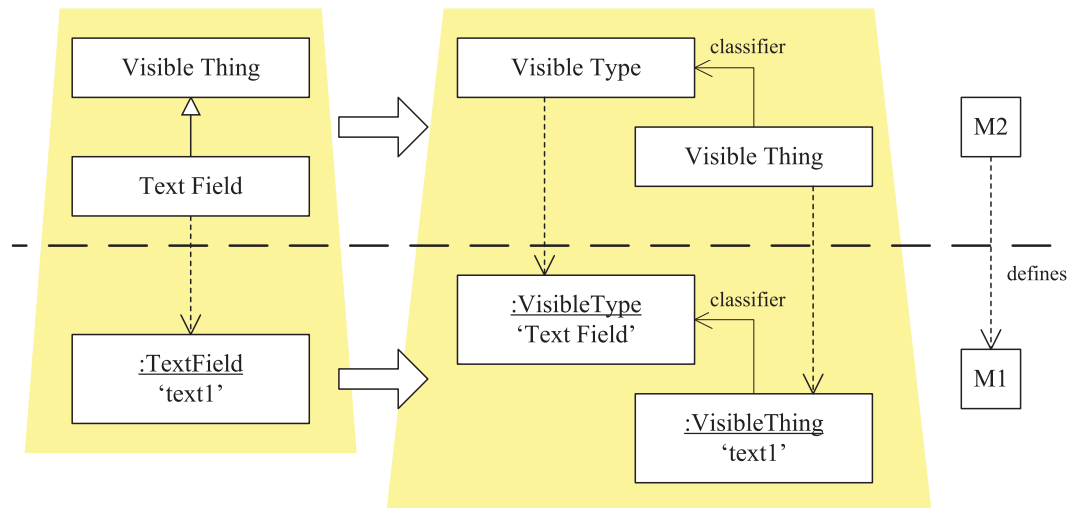 Visible Thing
Text Field
:TextField
‘text1’
Visible Type
classifier
Visible Thing
:VisibleType
‘Text Field’
classifier
:VisibleThing
‘text1’
M2
defines
M1